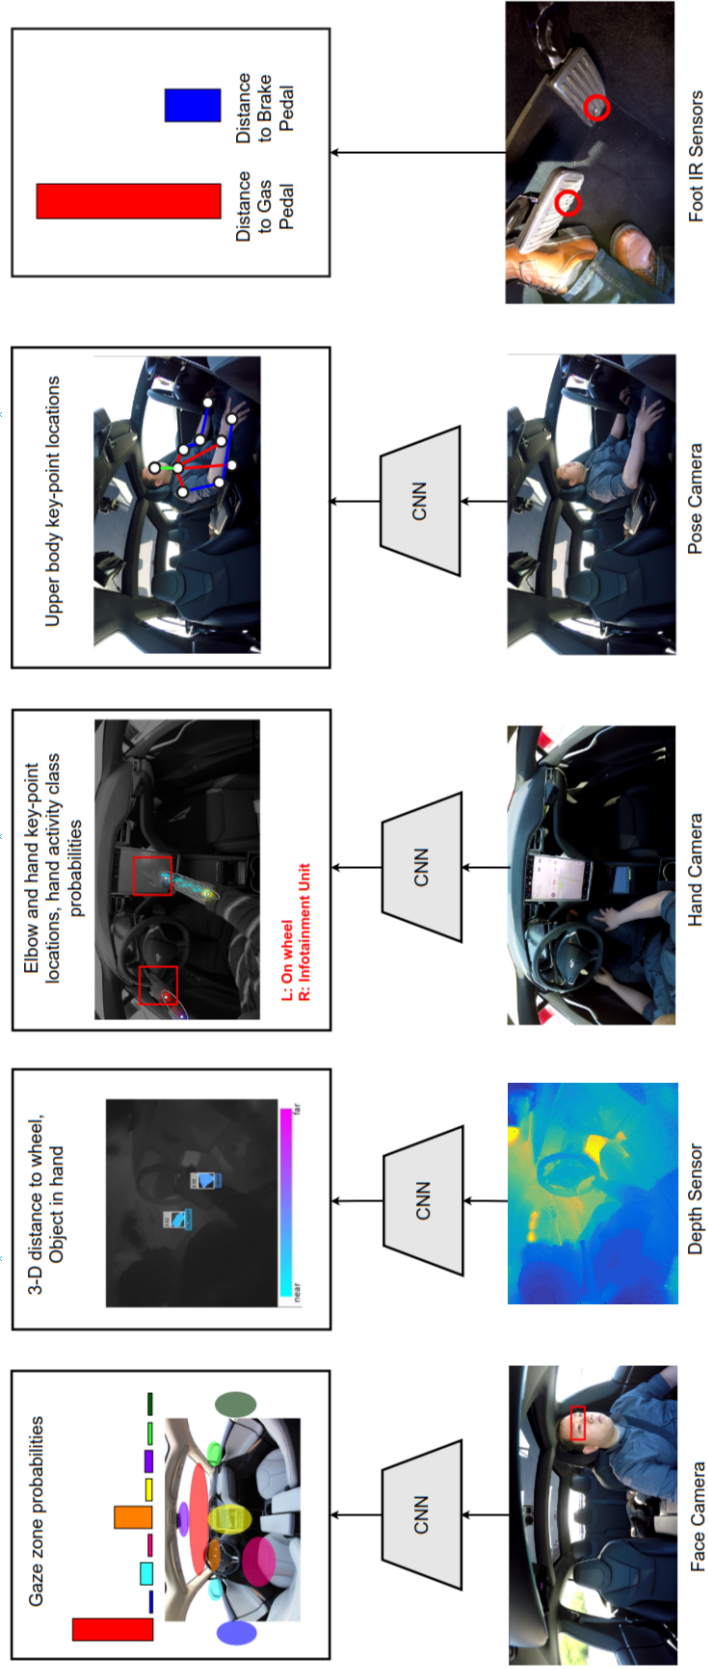 Gaze zone probabilities
CNN
Face Camera
3-D distance to wheel,
Object in hand
near
far
CNN
Depth Sensor
Elbow and hand key-point
locations, hand activity class
probabilities
L: On wheel
R: Infotainment Unit
CNN
Hand Camera
Upper body key-point locations
CNN
Pose Camera
Distance
to Gas
Pedal
Distance
to Brake
Pedal
Foot IR Sensors